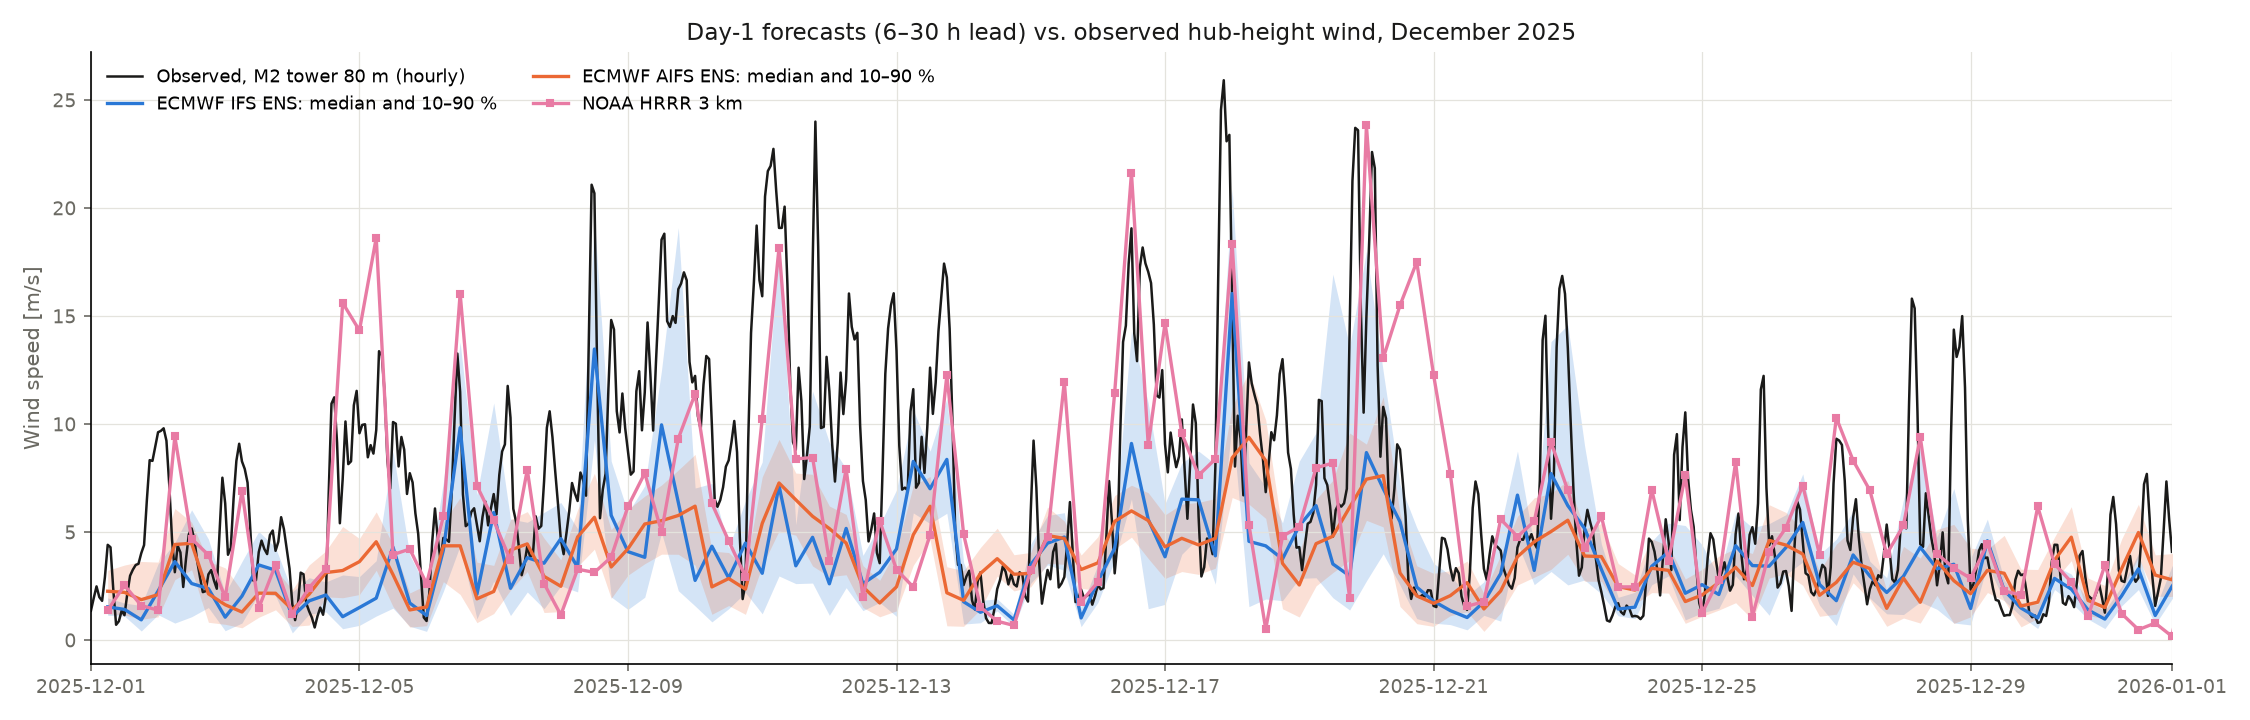 Day-1 forecasts (6–30 h lead) vs. observed hub-height wind, December 2025
Observed, M2 tower 80 m (hourly)
ECMWF IFS ENS: median and 10–90 %
ECMWF AIFS ENS: median and 10–90 %
NOAA HRRR 3 km
Wind speed [m/s]
25
20
15
10
5
0
2025-12-01
2025-12-05
2025-12-09
2025-12-13
2025-12-17
2025-12-21
2025-12-25
2025-12-29
2026-01-01